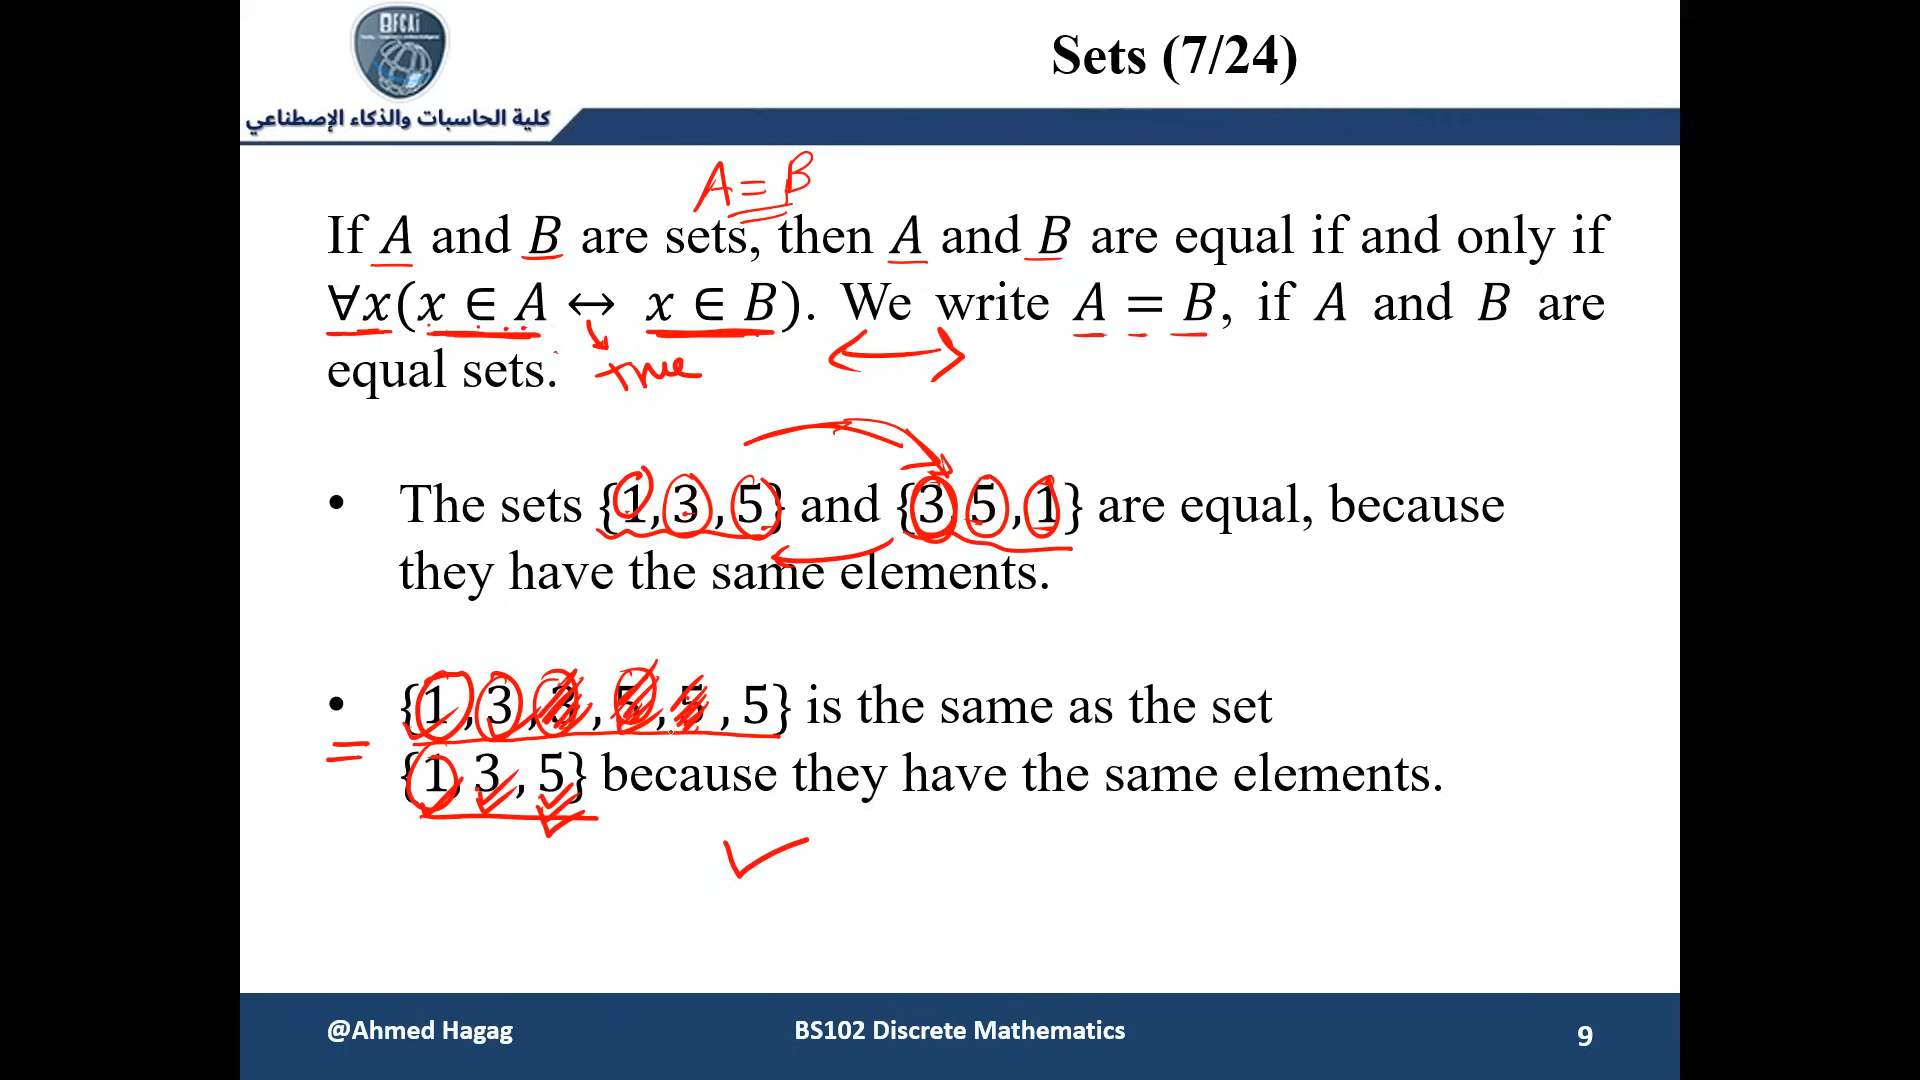 BFCAi
Sets (7/24)
كلية الحاسبات والذكاء الإصطناعي
A = B
If A and B are sets, then A and B are equal if and only if
∀x(x ∈ A ↔ x ∈ B). We write A = B, if A and B are
equal sets.
true
• The sets {1, 3, 5} and {3, 5, 1} are equal, because
they have the same elements.
• {1, 3, 3, 5, 5, 5} is the same as the set
=
{1, 3, 5} because they have the same elements.
@Ahmed Hagag
BS102 Discrete Mathematics
9